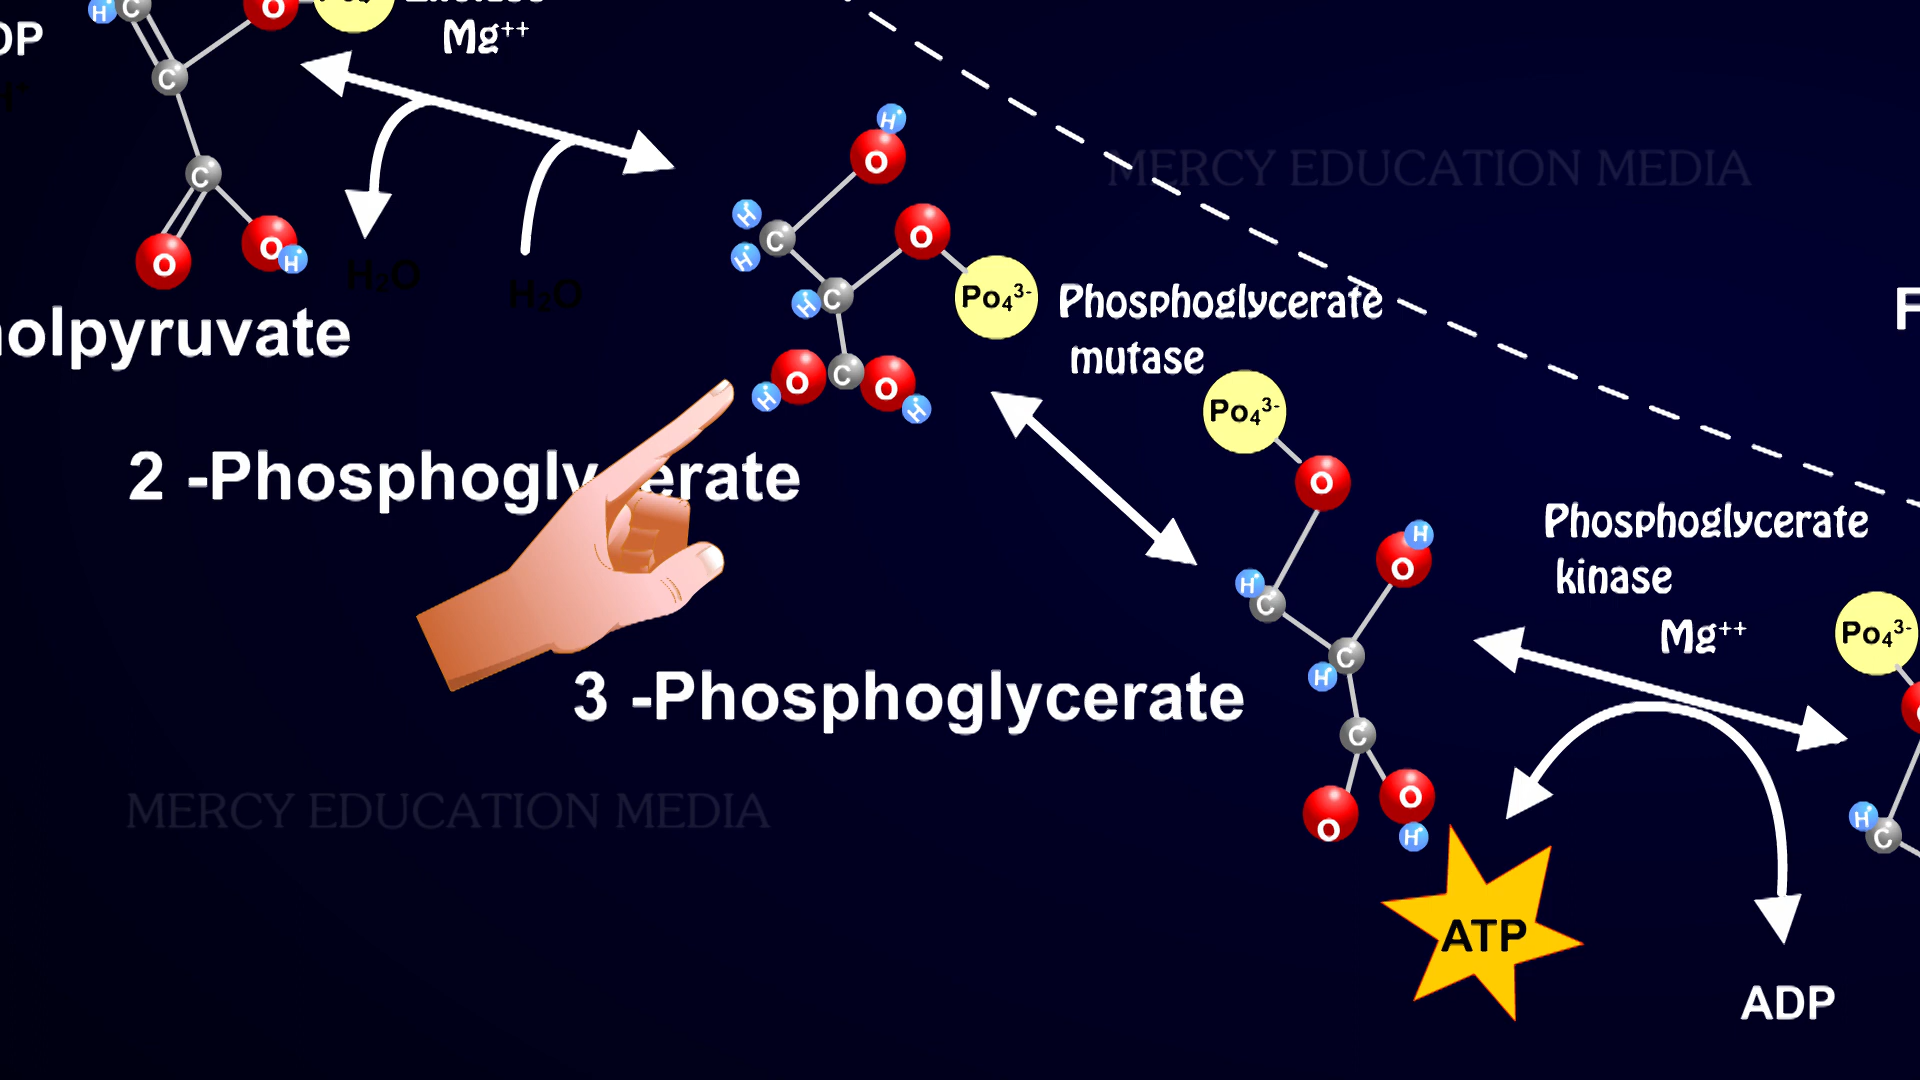 DP
Mg⁺⁺
H₂O
H₂O
MERCY EDUCATION MEDIA
olpyruvate
Phosphoglycerate
mutase
Po₄³⁻
Po₄³⁻
F
2 -Phosphogly erate
Phosphoglycerate
kinase
Mg⁺⁺
Po₄³⁻
3 -Phosphoglycerate
MERCY EDUCATION MEDIA
ATP
ADP
H
C
O
C
C
O
O
H
H
O
H
C
H
O
H
C
O
C
O
H
H
O
O
H
H
C
O
C
H
C
O
O
H
H
C